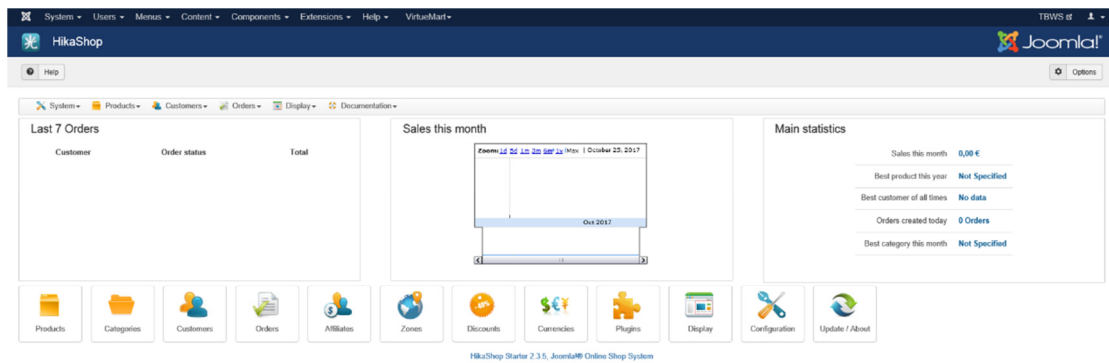 System Users Menus Content Components Extensions Help VirtueMart TBWS
HikaShop Joomla!®
Help Options
System Products Customers Orders Display Documentation
Last 7 Orders
Customer Order status Total
Sales this month
Zoom: 1d 5d 1m 3m 6m 1y Max | October 25, 2017
Oct 2017
Main statistics
Sales this month 0,00 €
Best product this year Not Specified
Best customer of all times No data
Orders created today 0 Orders
Best category this month Not Specified
Products Categories Customers Orders Affiliates Zones Discounts Currencies Plugins Display Configuration Update / About
HikaShop Starter 2.3.5, Joomla!® Online Shop System